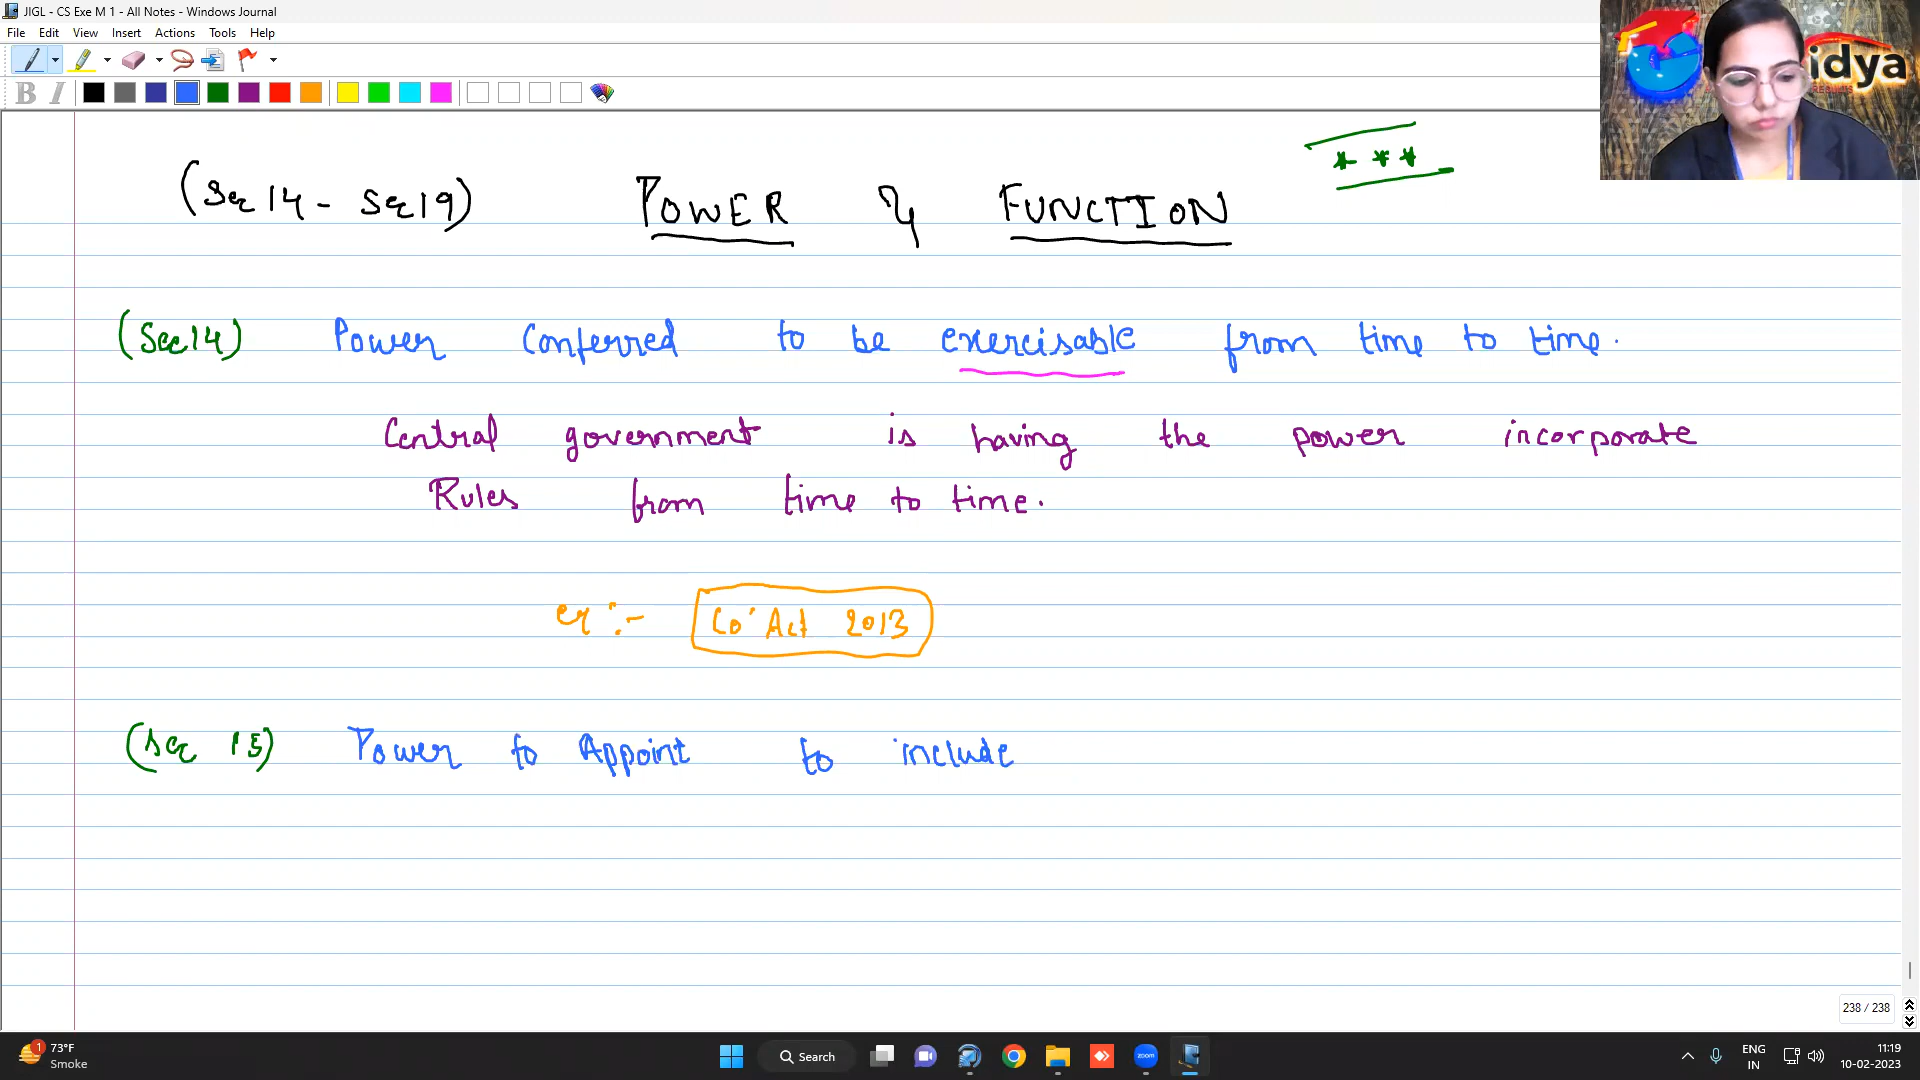 JIGL - CS Exe M 1 - All Notes - Windows Journal
File Edit View Insert Actions Tools Help
B I
idya
(Sec 14 - Sec 19) POWER & FUNCTION ***
(Sec 14) Power Conferred to be exercisable from time to time.
Central government is having the power incorporate
Rules from time to time.
ex :- Co' Act 2013
(Sec 15) Power to Appoint to include
238 / 238
1 73°F
Smoke
Search
zoom
ENG
IN
11:19
10-02-2023